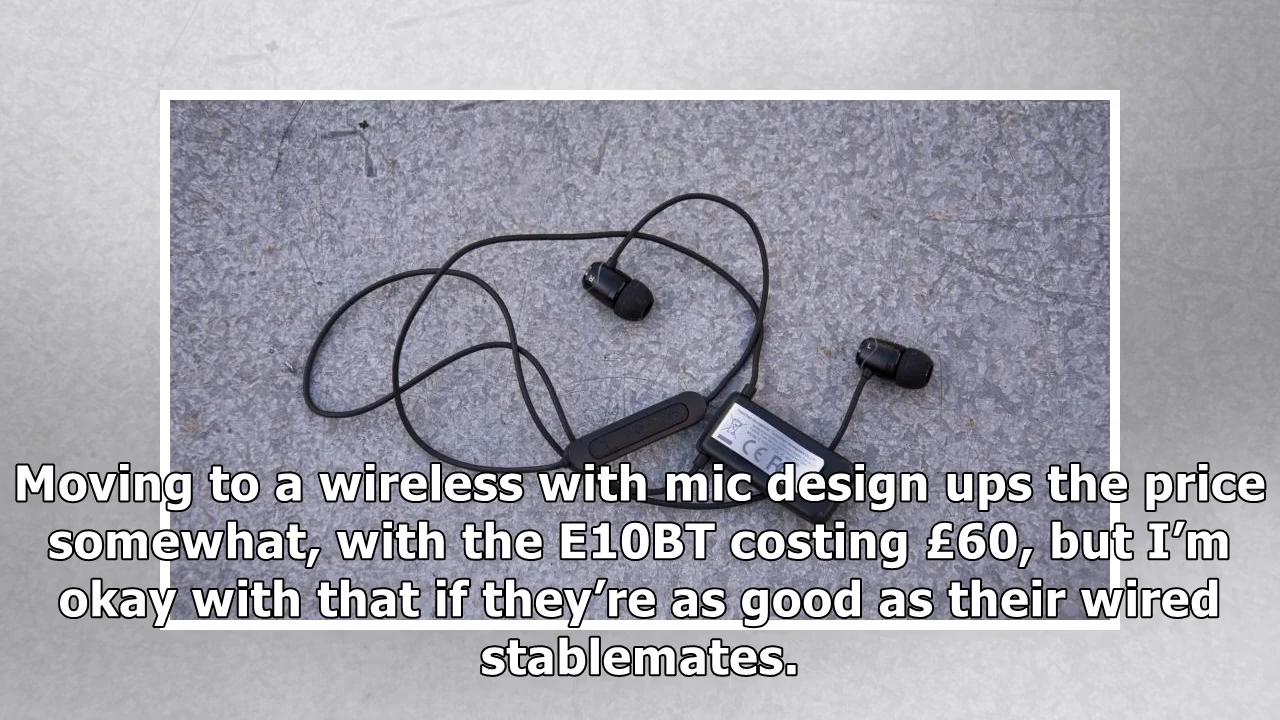 Moving to a wireless with mic design ups the price
somewhat, with the E10BT costing £60, but I’m
okay with that if they’re as good as their wired
stablemates.
CE